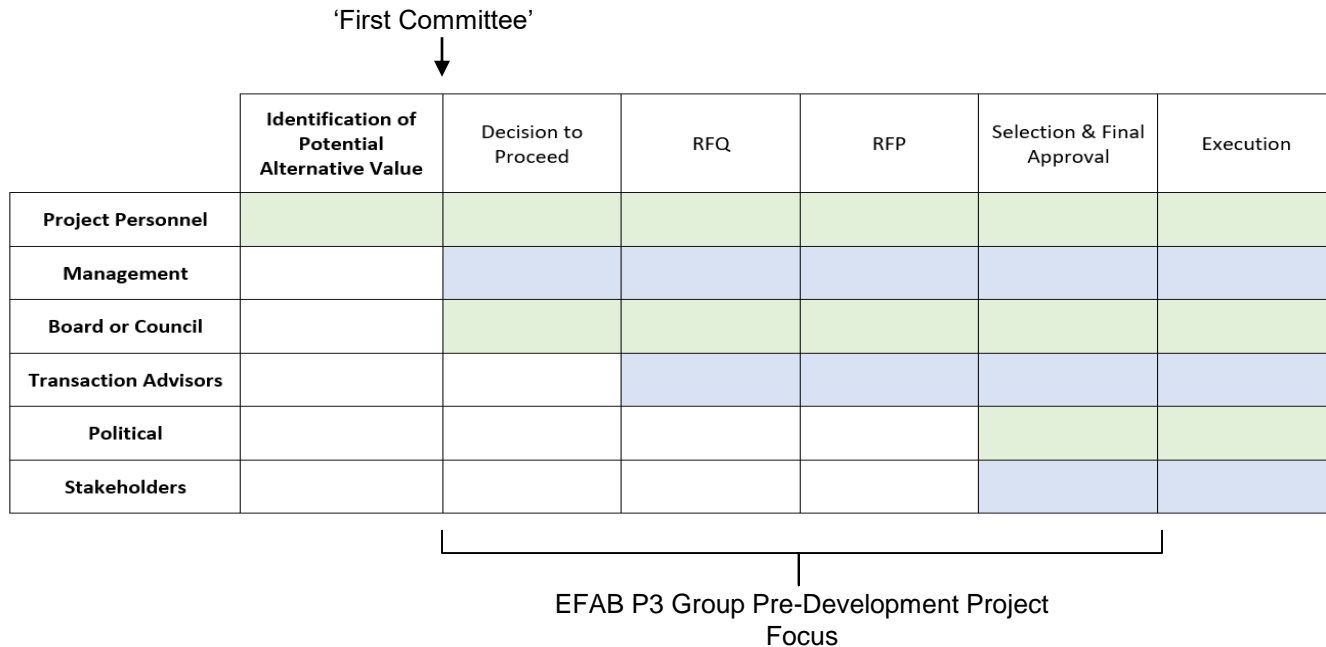 ‘First Committee’
Identification of
Potential
Alternative Value
Decision to
Proceed
RFQ
RFP
Selection & Final
Approval
Execution
Project Personnel
Management
Board or Council
Transaction Advisors
Political
Stakeholders
EFAB P3 Group Pre-Development Project
Focus